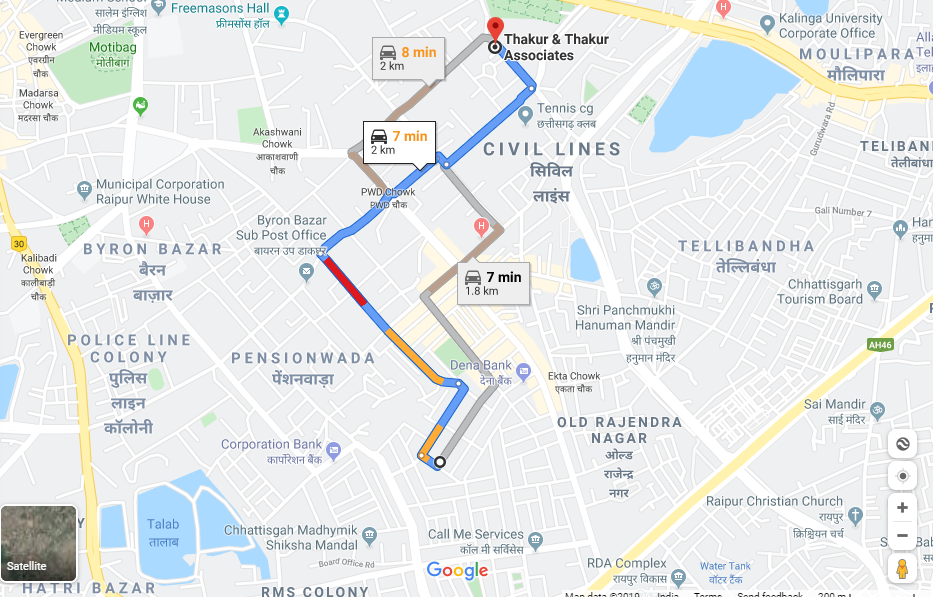 सालेम इंग्लिश
मीडियम स्कूल
Freemasons Hall
फ्रीमसोंस हॉल
Kalinga University
Corporate Office
Evergreen
Chowk
एवरग्रीन
चौक
Motibag
मोतीबाग
8 min
2 km
Thakur & Thakur
Associates
MOULIPARA
मौलिपारा
Madarsa
Chowk
मदरसा चौक
Akashwani
Chowk
आकाशवाणी
चौक
7 min
2 km
Tennis cg
छत्तीसगढ़ क्लब
CIVIL LINES
सिविल
लाइंस
Gurudwara Rd
TELIBAN
तेलीबांधा
Municipal Corporation
Raipur White House
PWD Chowk
PWD चौक
Gali Number 7
Byron Bazar
Sub Post Office
बायरन उप डाकघर
30
Kalibadi
Chowk
कालीबाडी
चौक
BYRON BAZAR
बैरन
बाज़ार
TELLIBANDHA
तेल्लिबंधा
7 min
1.8 km
Chhattisgarh
Tourism Board
Shri Panchmukhi
Hanuman Mandir
श्री पंचमुखी
हनुमान मंदिर
POLICE LINE
COLONY
पुलिस
लाइन
कॉलोनी
PENSIONWADA
पेंशनवाड़ा
AH46
Dena Bank
देना बैंक
Ekta Chowk
एकता चौक
Sai Mandir
साई मंदिर
OLD RAJENDRA
NAGAR
ओल्ड
राजेन्द्र
नगर
Corporation Bank
कार्पोरेशन बैंक
Raipur Christian Church
रायपुर
क्रिश्चियन चर्च
Talab
तालाब
Chhattisgah Madhymik
Shiksha Mandal
Board Office Rd
Call Me Services
कॉल मी सर्विसेस
Satellite
Google
RDA Complex
रायपुर विकास
Water Tank
वॉटर टैंक
HATRI BAZAR
RMS COLONY
Map data ©2019 India Terms Send feedback 200 m